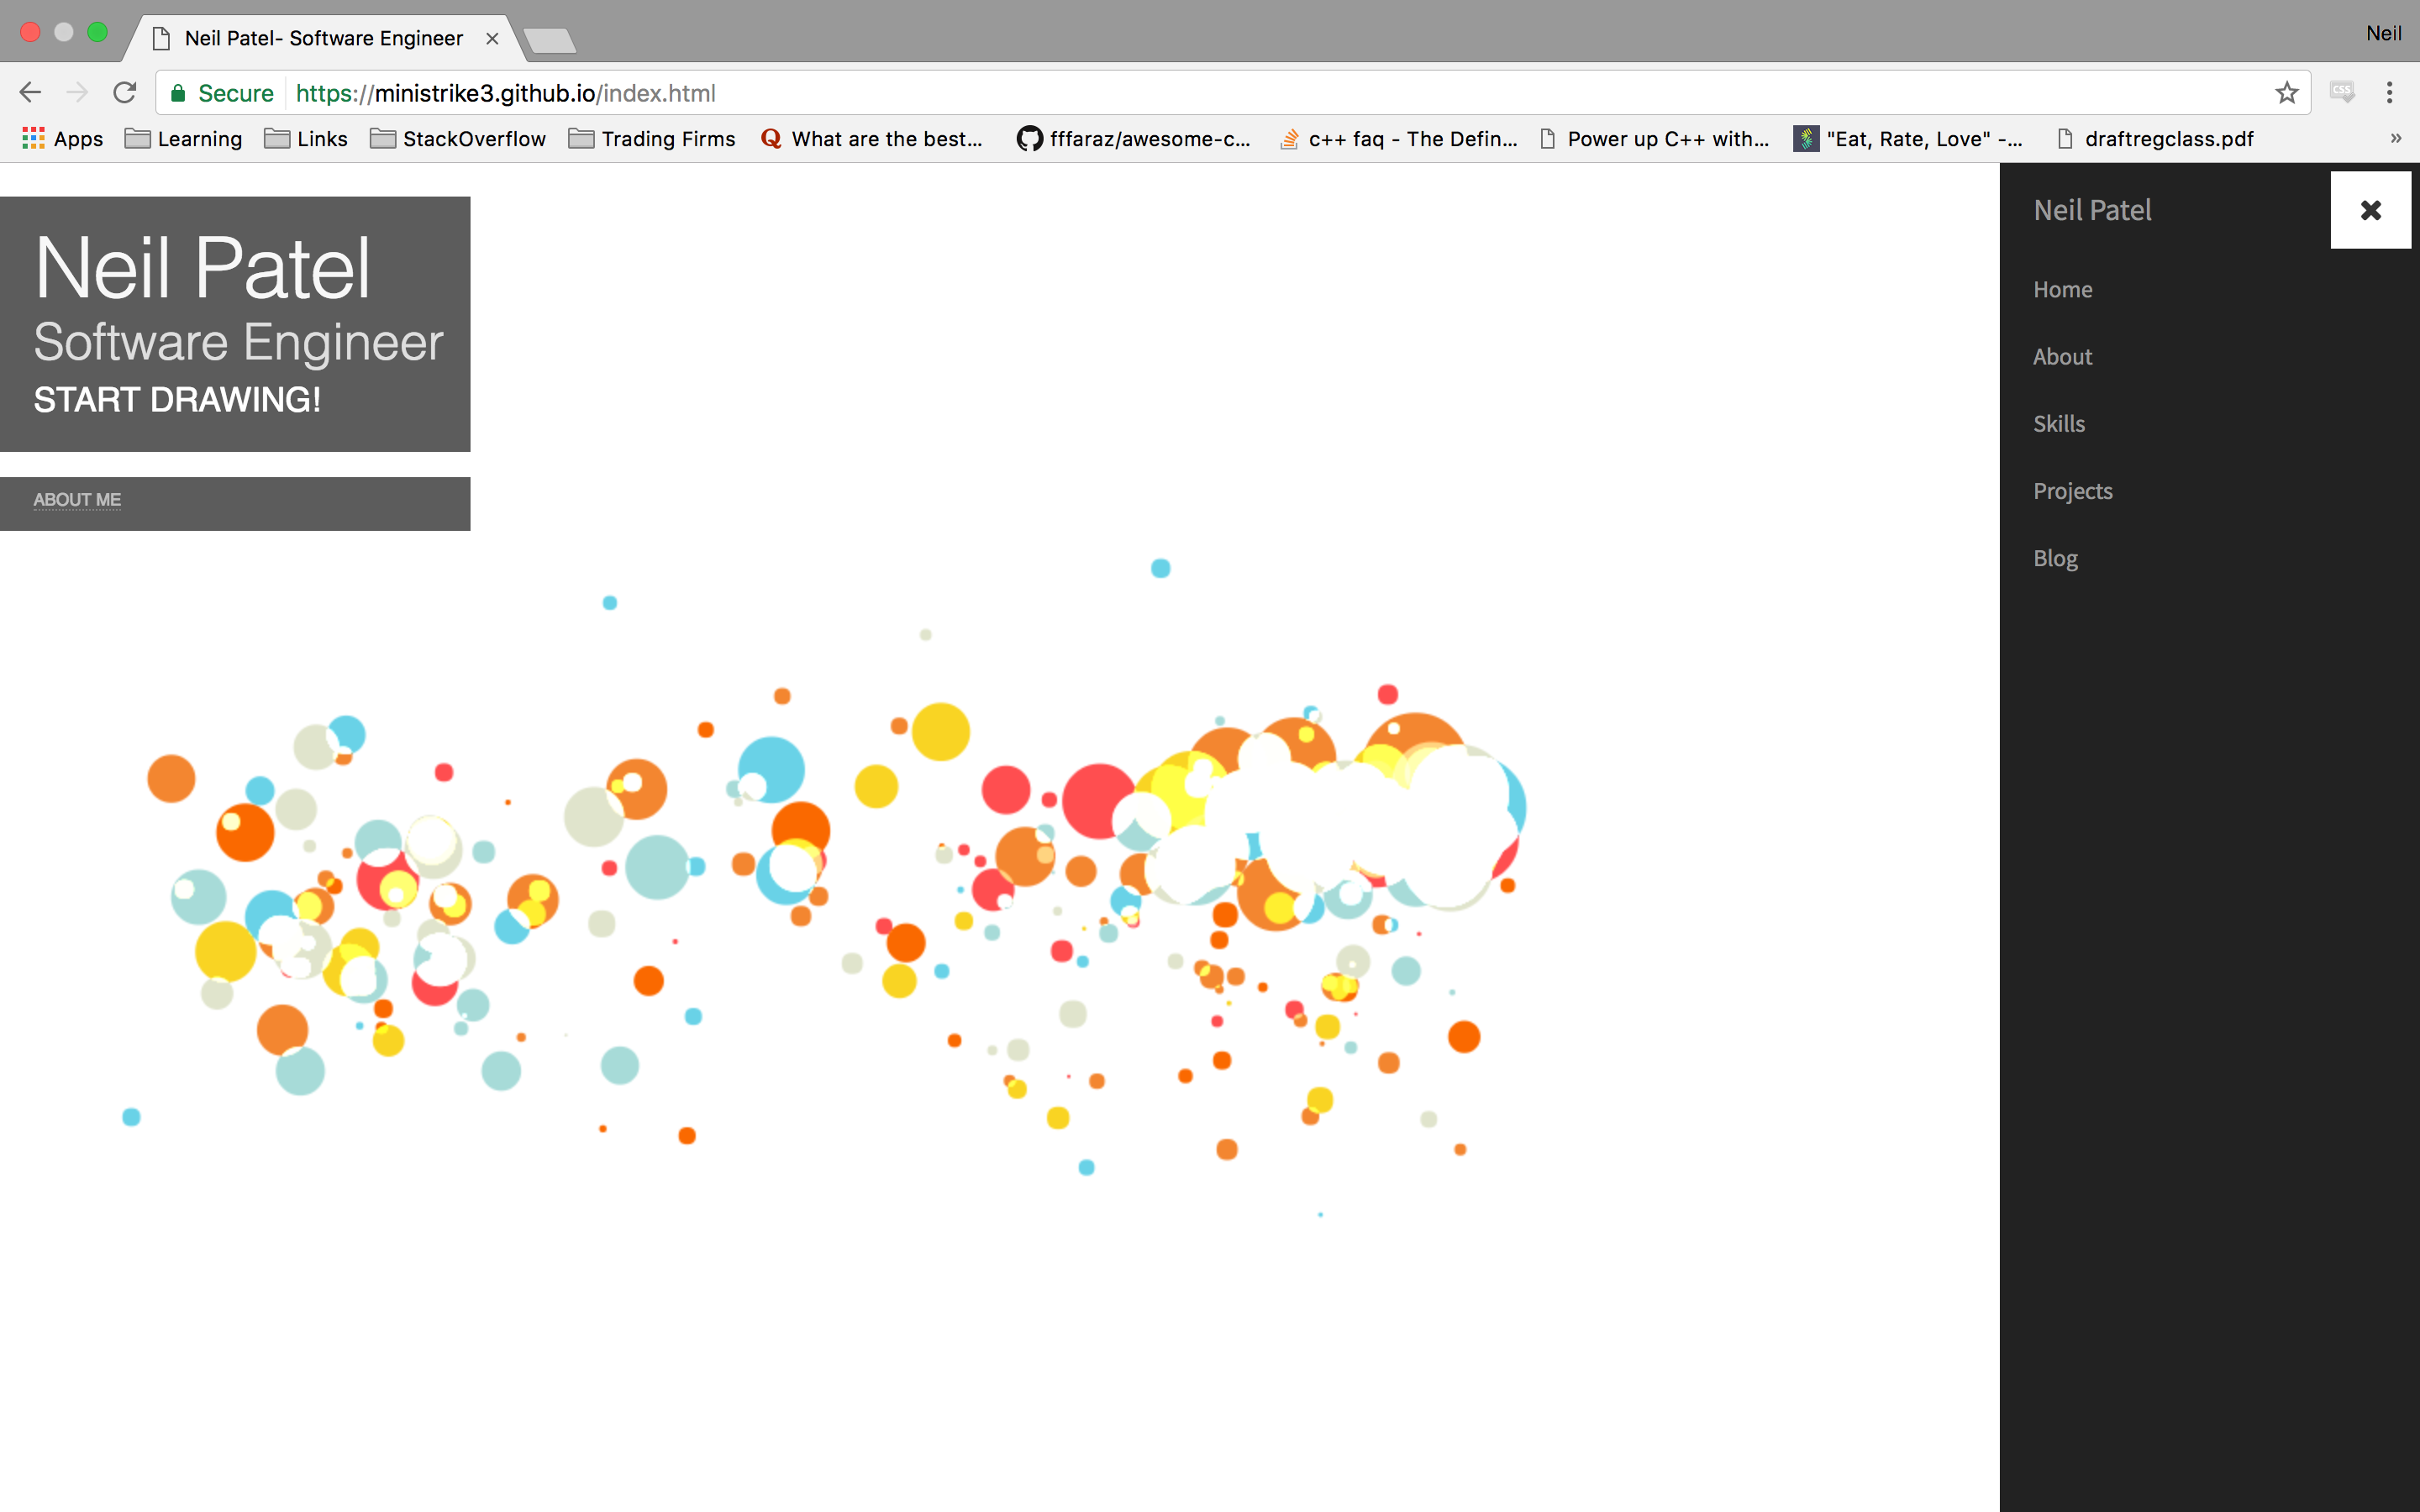 Neil Patel- Software Engineer
Neil
Secure https://ministrike3.github.io/index.html
CSS
Apps Learning Links StackOverflow Trading Firms Q What are the best... fffaraz/awesome-c... c++ faq - The Defin... Power up C++ with... "Eat, Rate, Love" -... draftregclass.pdf »
Neil Patel
Software Engineer
START DRAWING!
ABOUT ME
Neil Patel
Home
About
Skills
Projects
Blog